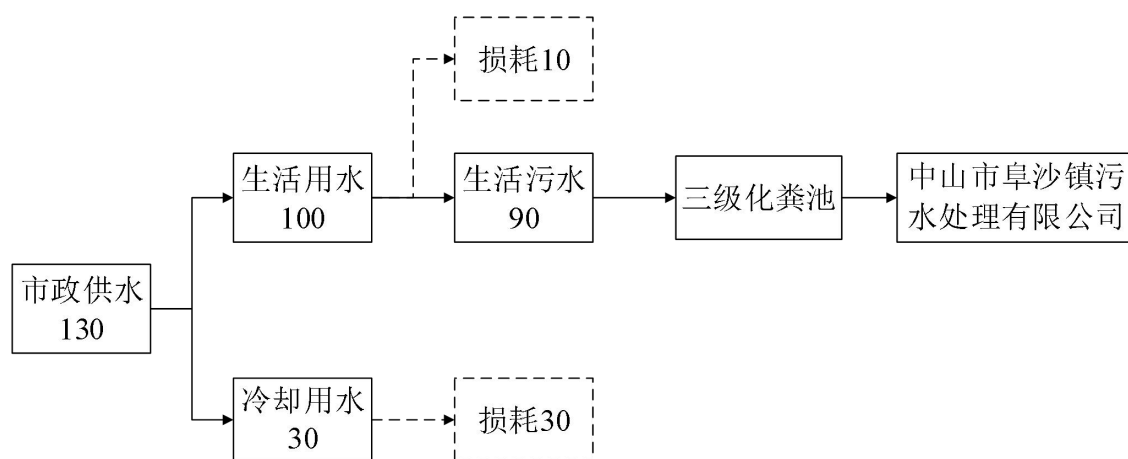 损耗10
生活用水
100
生活污水
90
三级化粪池
中山市阜沙镇污
水处理有限公司
市政供水
130
冷却用水
30
损耗30